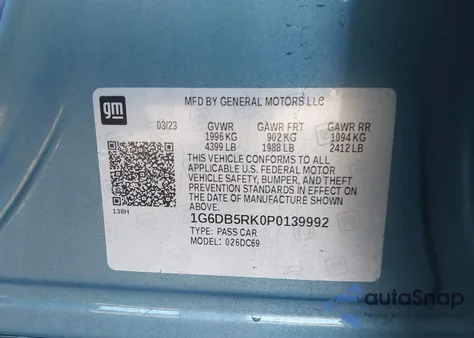 gm
MFD BY GENERAL MOTORS LLC
03/23 GVWR GAWR FRT GAWR RR
1996 KG 902 KG 1094 KG
4399 LB 1988 LB 2412 LB
THIS VEHICLE CONFORMS TO ALL
APPLICABLE U.S. FEDERAL MOTOR
VEHICLE SAFETY, BUMPER, AND THEFT
PREVENTION STANDARDS IN EFFECT ON
THE DATE OF MANUFACTURE SHOWN
ABOVE.
138H
1G6DB5RK0P0139992
TYPE: PASS CAR
MODEL: 026DC69
autoSnap